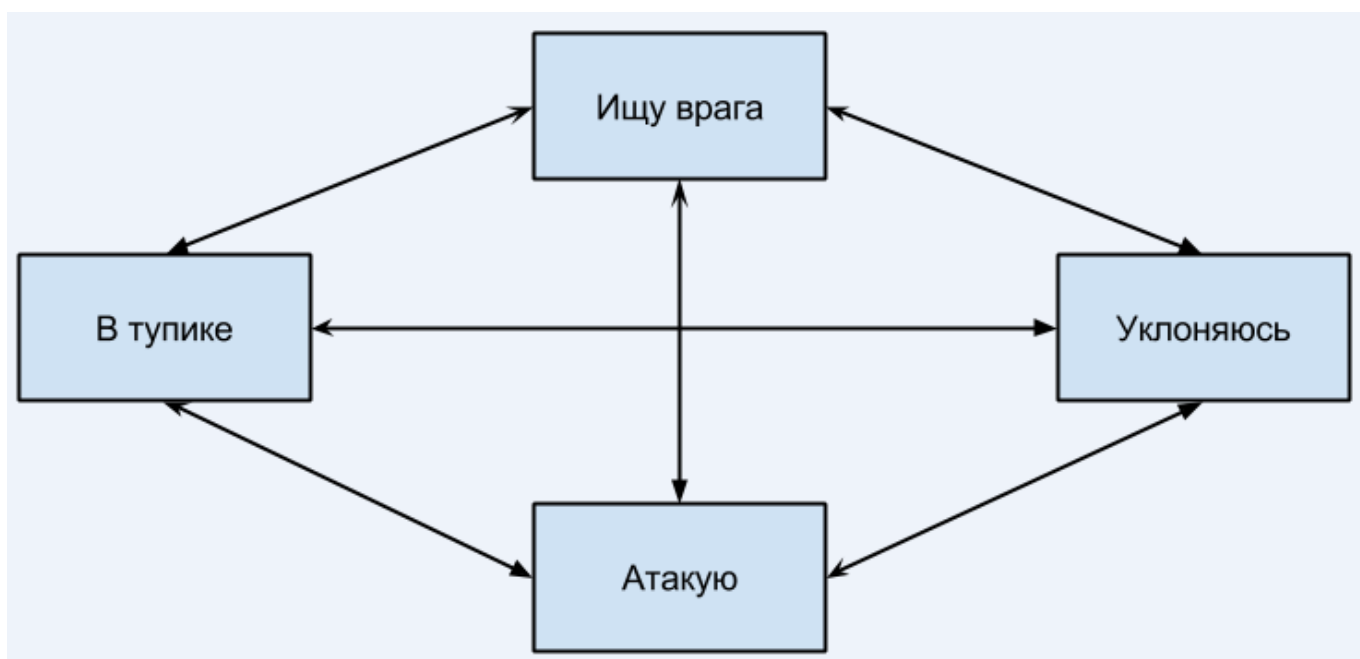 Ищу врага
В тупике
Уклоняюсь
Атакую